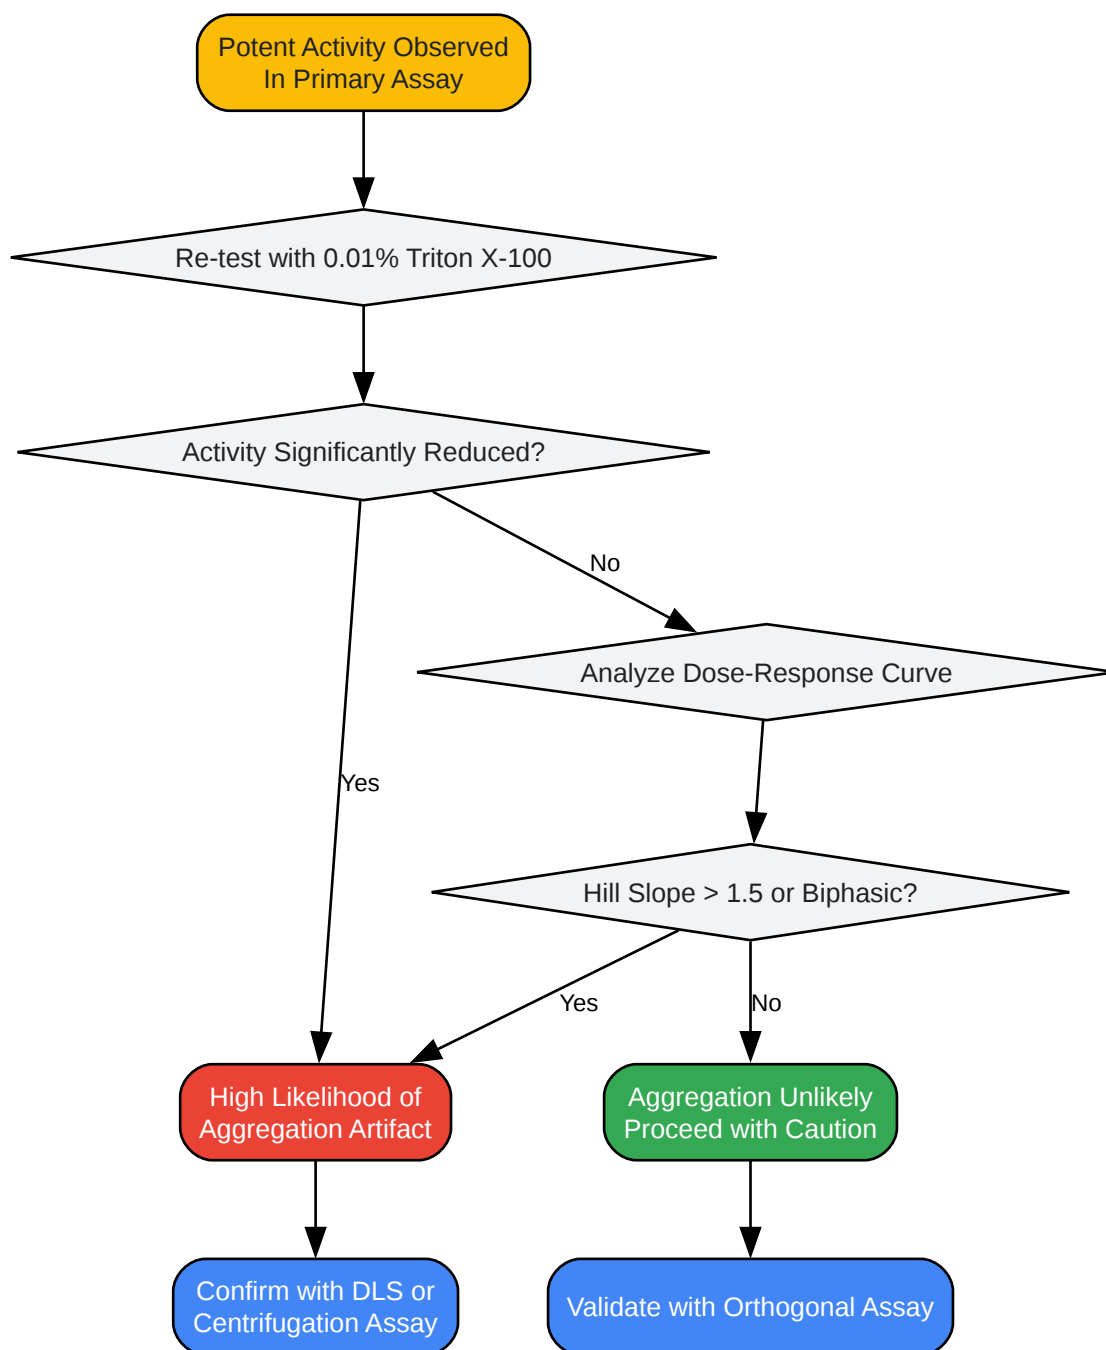 Potent Activity Observed
In Primary Assay
Re-test with 0.01% Triton X-100
Activity Significantly Reduced?
No
Analyze Dose-Response Curve
Yes
Hill Slope > 1.5 or Biphasic?
Yes
No
High Likelihood of
Aggregation Artifact
Aggregation Unlikely
Proceed with Caution
Confirm with DLS or
Centrifugation Assay
Validate with Orthogonal Assay